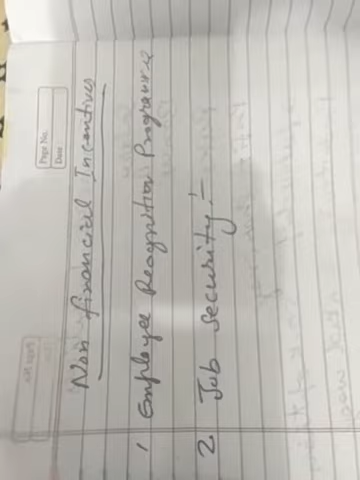 Page No.
Date
Non financial Incentives
1 Employee Recognition Programme
2 Job security :-